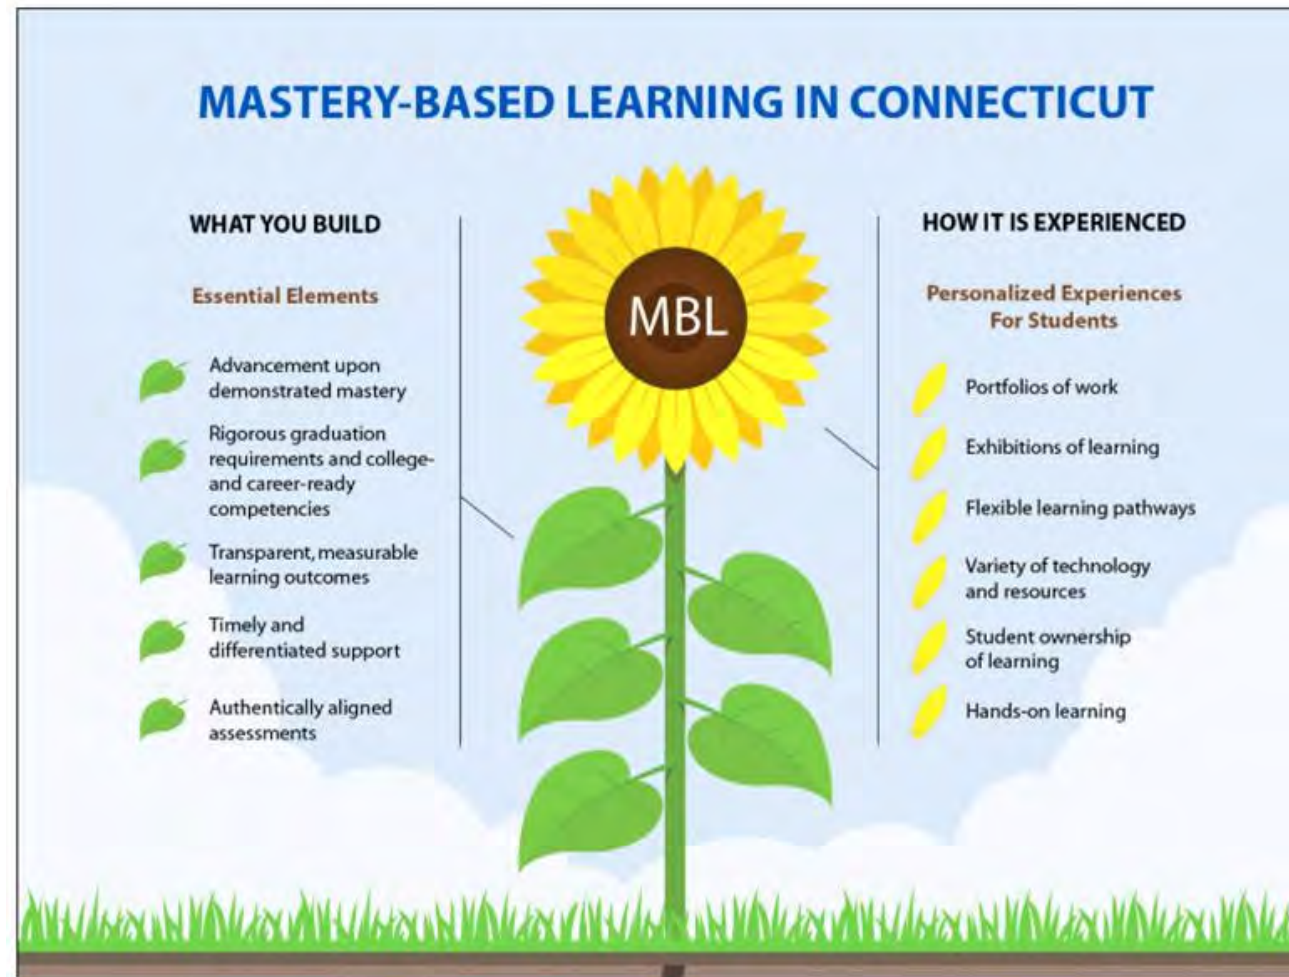 MASTERY-BASED LEARNING IN CONNECTICUT
WHAT YOU BUILD
Essential Elements
Advancement upon
demonstrated mastery
Rigorous graduation
requirements and college-
and career-ready
competencies
Transparent, measurable
learning outcomes
Timely and
differentiated support
Authentically aligned
assessments
MBL
HOW IT IS EXPERIENCED
Personalized Experiences
For Students
Portfolios of work
Exhibitions of learning
Flexible learning pathways
Variety of technology
and resources
Student ownership
of learning
Hands-on learning